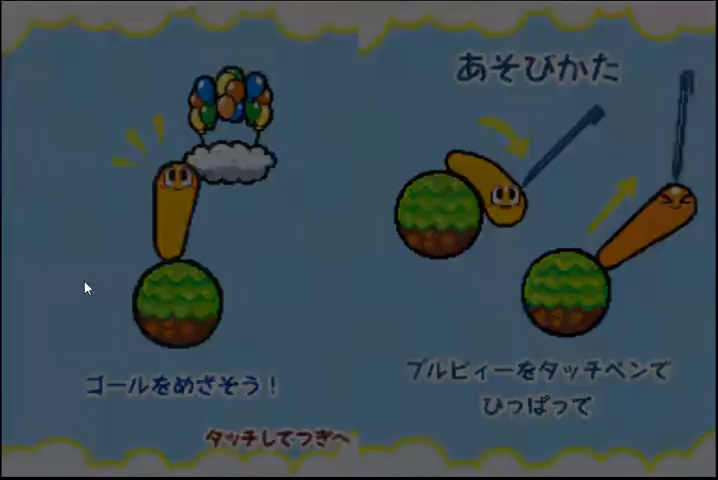 ゴールをめざそう！
タッチしてつぎへ
あそびかた
プルビィーをタッチペンで
ひっぱって